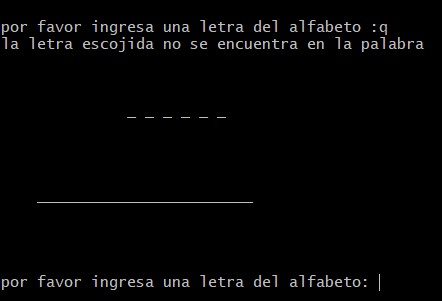 por favor ingresa una letra del alfabeto :q
la letra escojida no se encuentra en la palabra
_ _ _ _ _ _
________________________
por favor ingresa una letra del alfabeto: